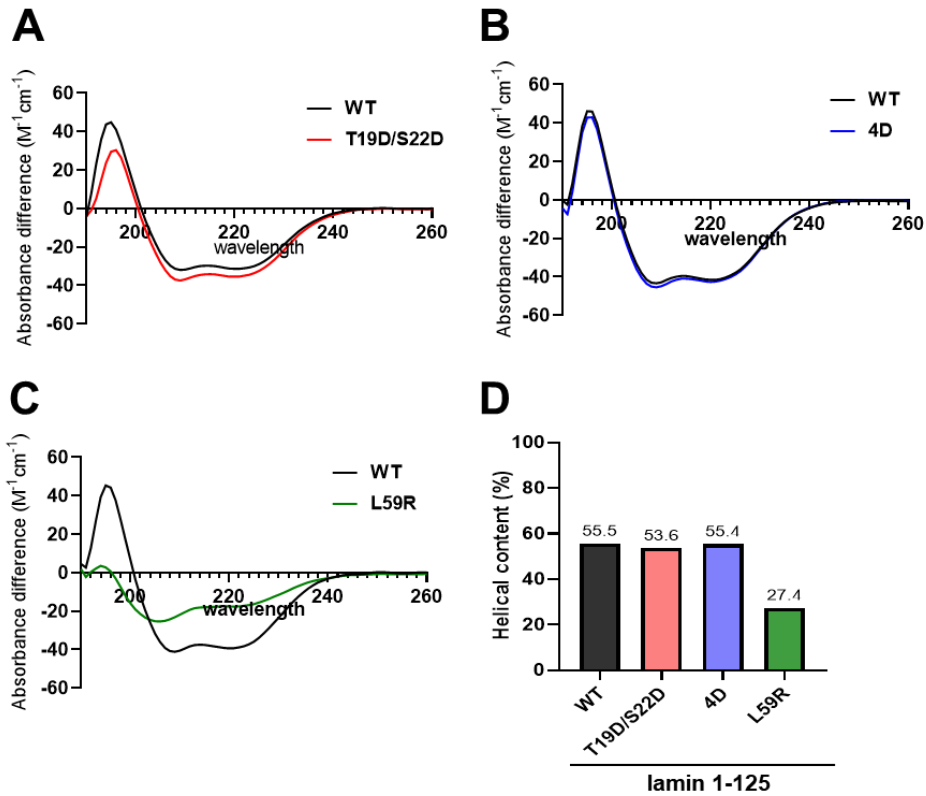 A
Absorbance difference (M⁻¹cm⁻¹)
60
40
20
0
-20
-40
-60
200
220
240
260
wavelength
WT
T19D/S22D
B
Absorbance difference (M⁻¹cm⁻¹)
60
40
20
0
-20
-40
-60
200
220
240
260
wavelength
WT
4D
C
Absorbance difference (M⁻¹cm⁻¹)
60
40
20
0
-20
-40
-60
200
220
240
260
wavelength
WT
L59R
D
Helical content (%)
100
80
60
40
20
0
55.5
53.6
55.4
27.4
WT
T19D/S22D
4D
L59R
lamin 1-125